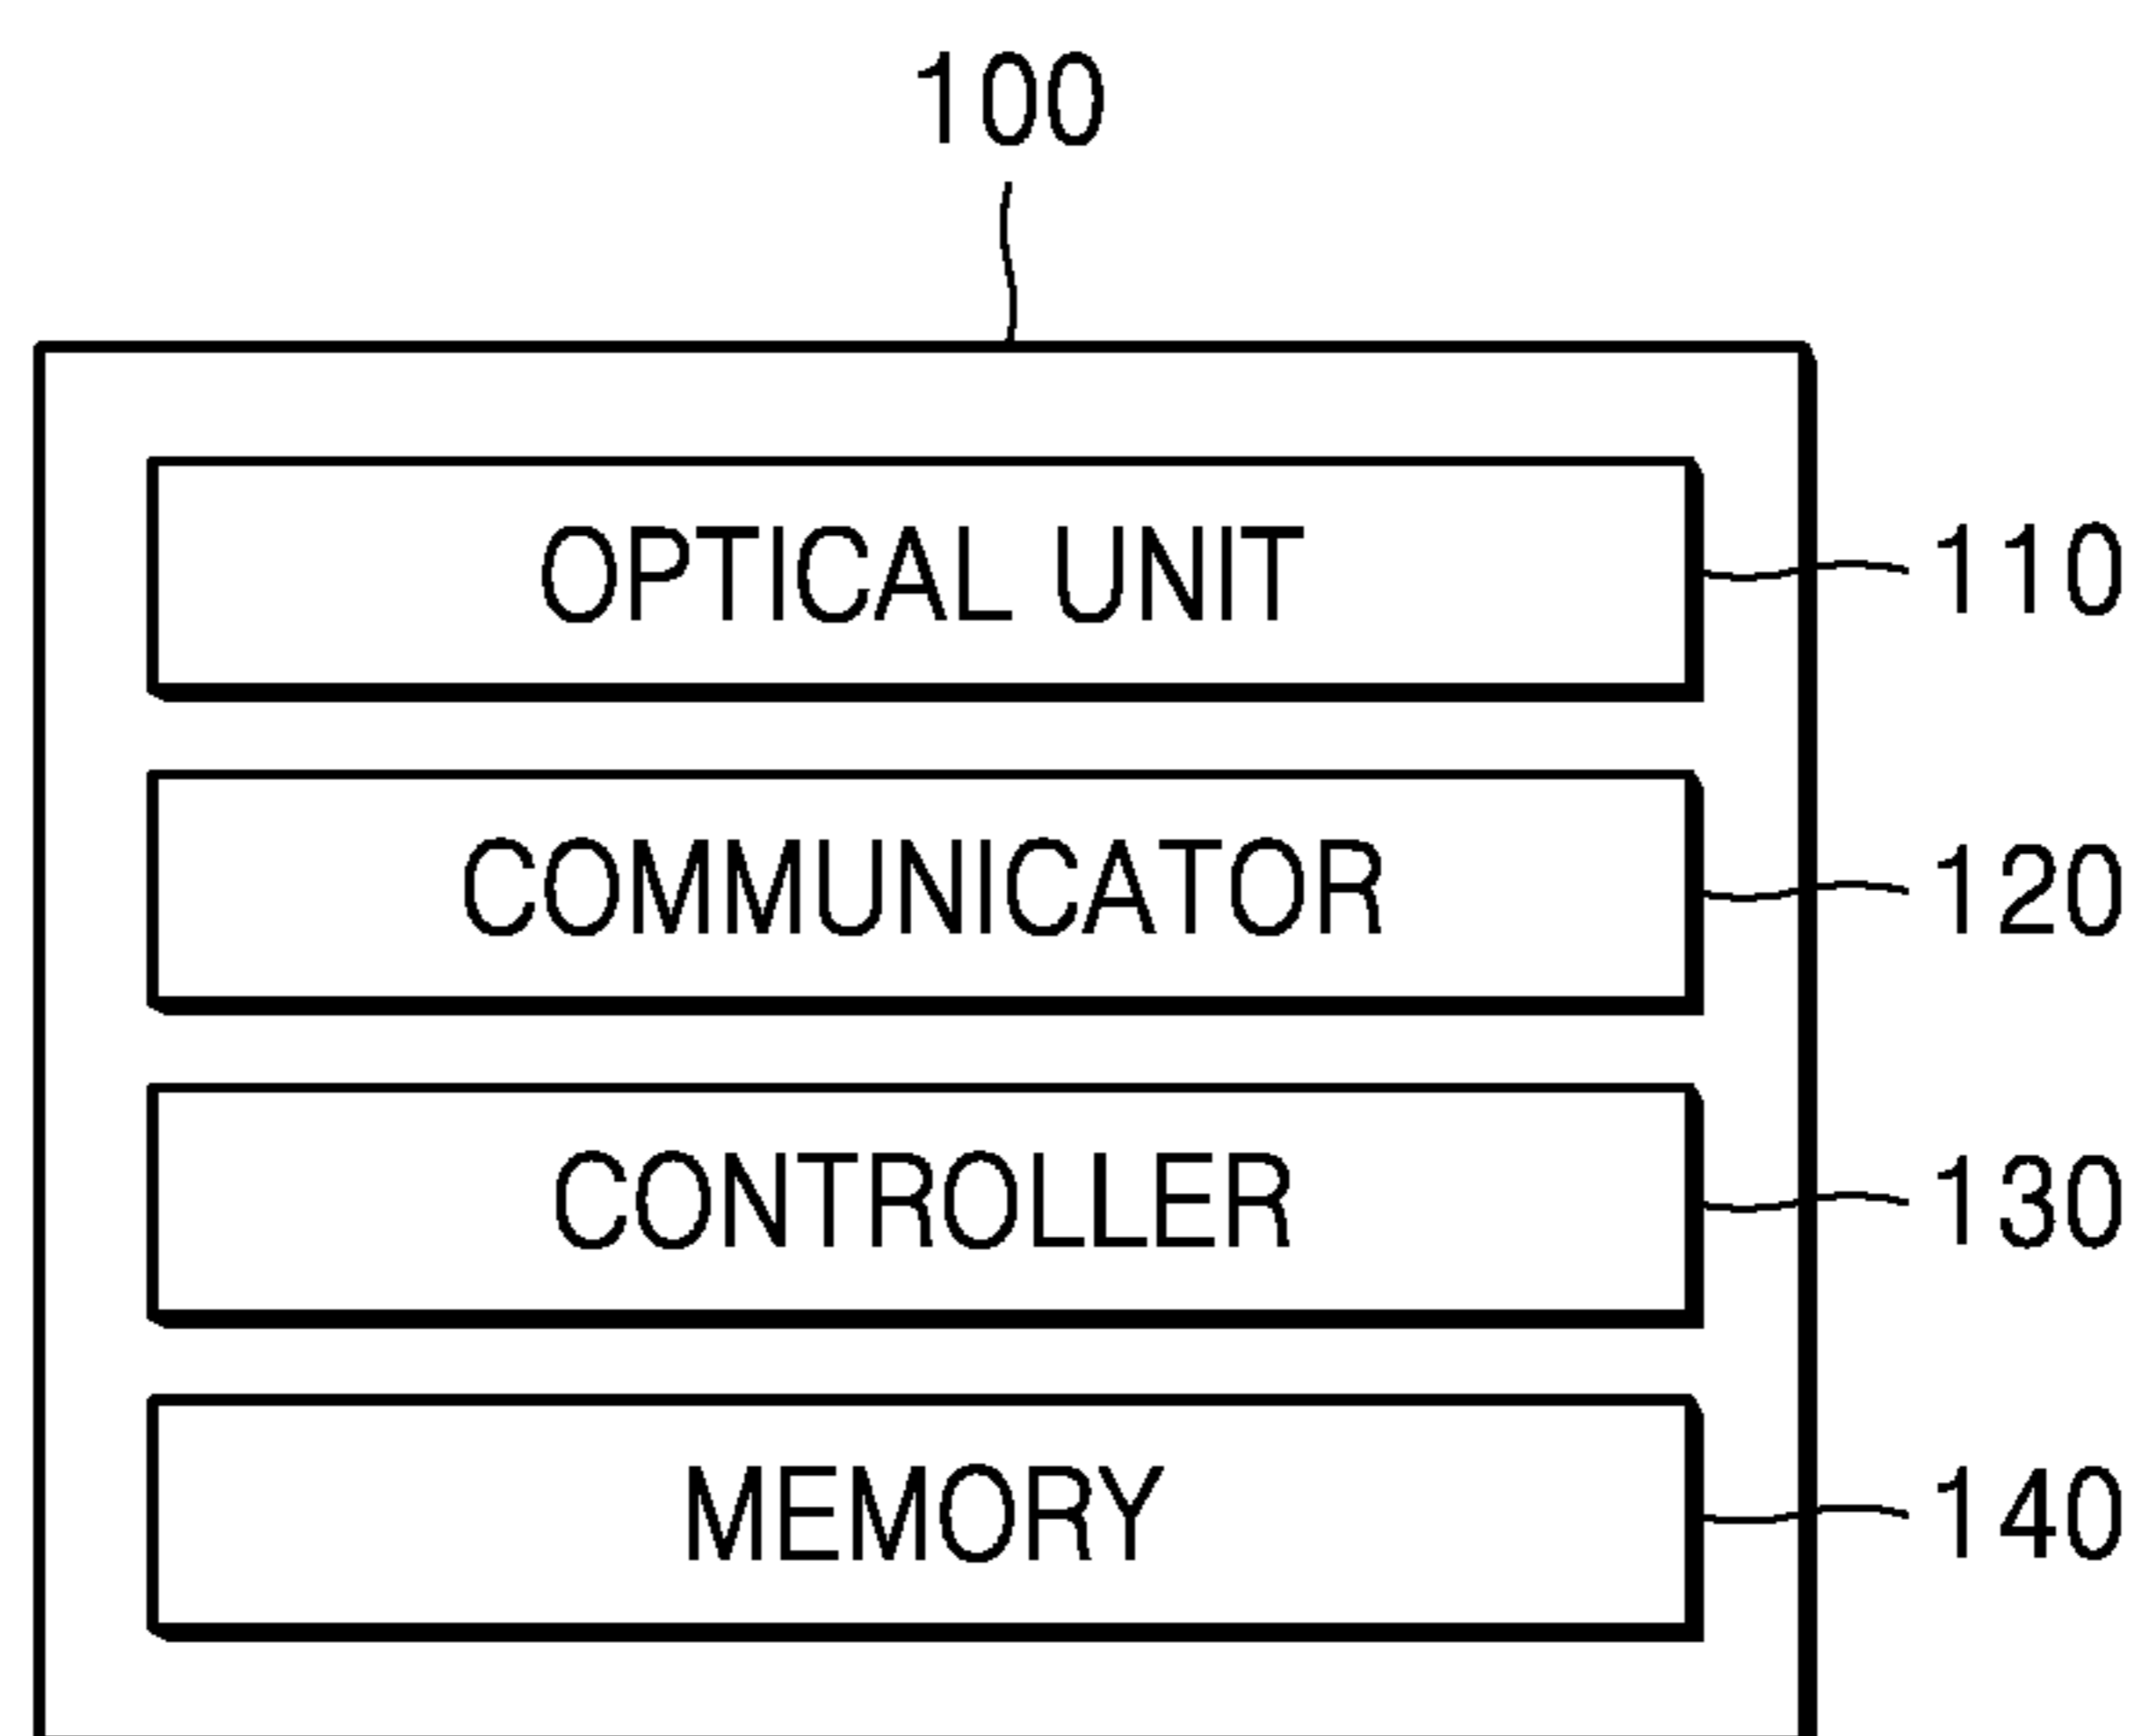 100
OPTICAL UNIT 110
COMMUNICATOR 120
CONTROLLER 130
MEMORY 140